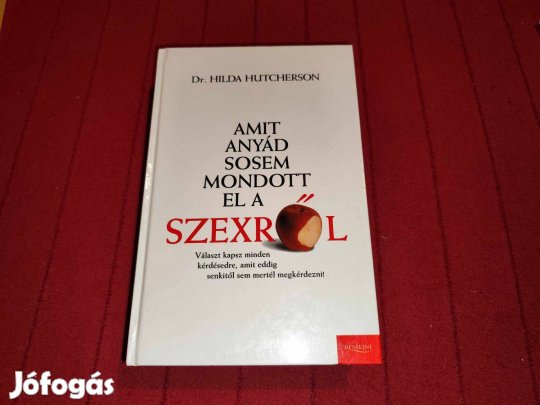 Dr. HILDA HUTCHERSON
AMIT
ANYÁD
SOSEM
MONDOTT
EL A
SZEXRŐL
Választ kapsz minden
kérdésedre, amit eddig
senkitől sem mertél megkérdezni!
Jófogás